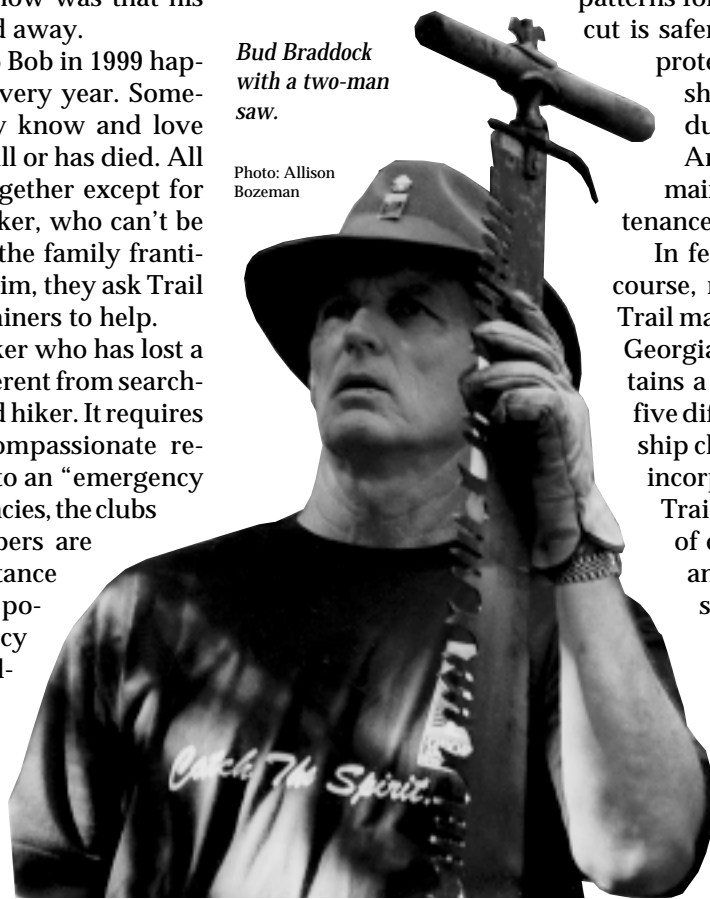 now was that his
d away.
Bob in 1999 hap-
very year. Some-
y know and love
ll or has died. All
gether except for
ker, who can't be
the family franti-
im, they ask Trail
ainers to help.
ker who has lost a
erent from search-
d hiker. It requires
ompassionate re-
to an “emergency
cies, the clubs
bers are
tance
po-
cy
l-
Bud Braddock
with a two-man
saw.
Photo: Allison
Bozeman
Catch The Spirit..
patterns for
cut is safer
prote
sh
du
Ar
main
tenance
In fe
course,
Trail ma
Georgia
tains a
five dif
ship cl
incorp
Trai
of
an
s